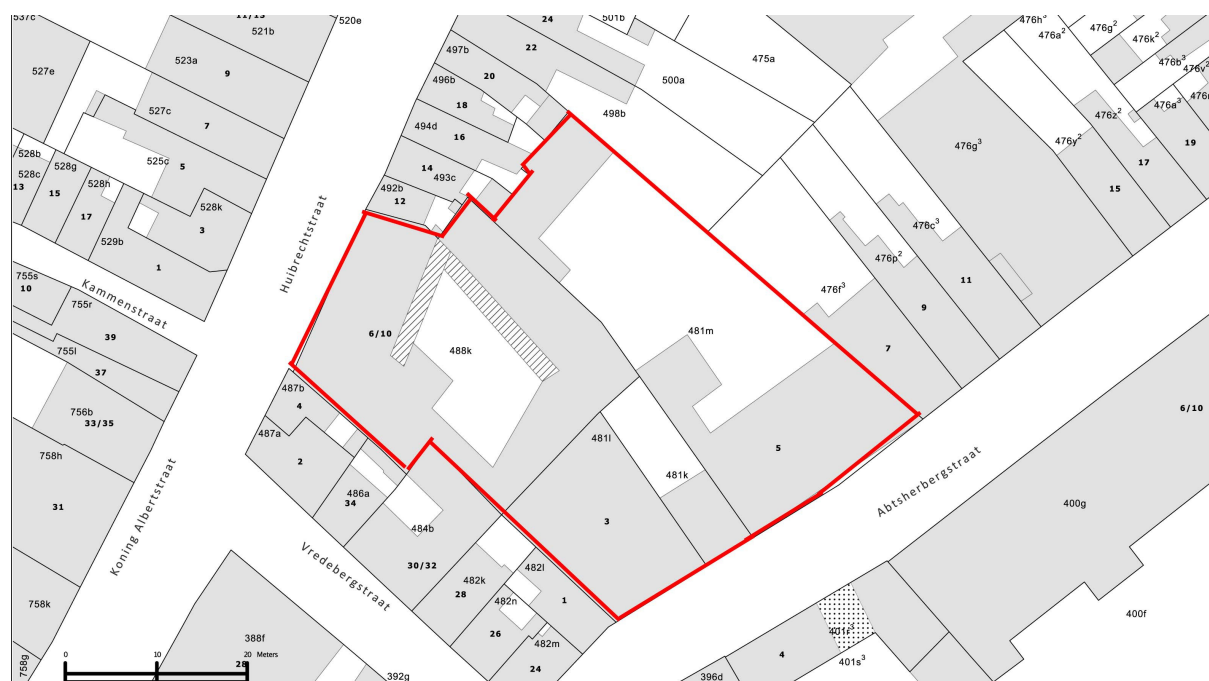 537c
11/13
521b
520e
24
501b
475a
476h³
476a²
476g²
476k²
476b³
476v²
476a³
19
523a
9
497b
22
500a
527e
20
496b
498b
18
527c
7
494d
16
476z²
476y²
476g³
17
15
528b
528g
525c
5
14
493c
528c
13
15
528h
17
528k
3
492b
12
529b
1
476c³
11
476p²
9
476f³
7
755s
10
755r
39
Kammenstraat
Huibrechtstraat
6/10
488k
481m
755l
37
756b
33/35
487b
4
487a
2
481l
481k
5
6/10
758h
31
486a
34
484b
3
400g
Koning Albertstraat
Vredebergstraat
Abtsherbergstraat
30/32
482k
28
482l
1
482n
26
482m
24
758k
388f
28
758g
392g
4
401r³
401s³
396d
400f
0 10 20 Meters